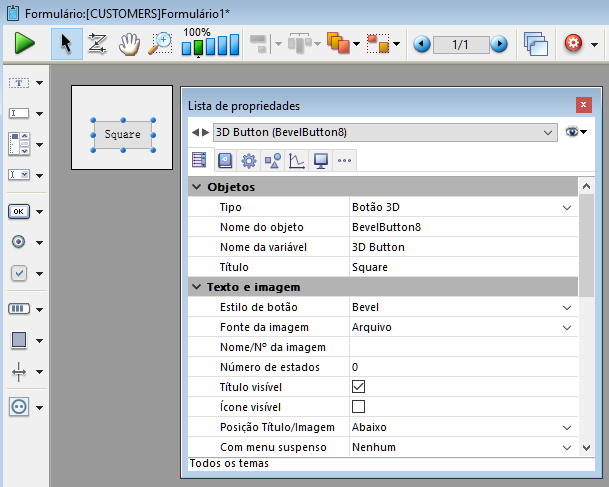 Formulário:[CUSTOMERS]Formulário1*
100%
1/1
T
OK
Square
Lista de propriedades
3D Button (BevelButton8)
Objetos
Tipo Botão 3D
Nome do objeto BevelButton8
Nome da variável 3D Button
Título Square
Texto e imagem
Estilo de botão Bevel
Fonte da imagem Arquivo
Nome/Nº da imagem
Número de estados 0
Título visível
Ícone visível
Posição Título/Imagem Abaixo
Com menu suspenso Nenhum
Todos os temas